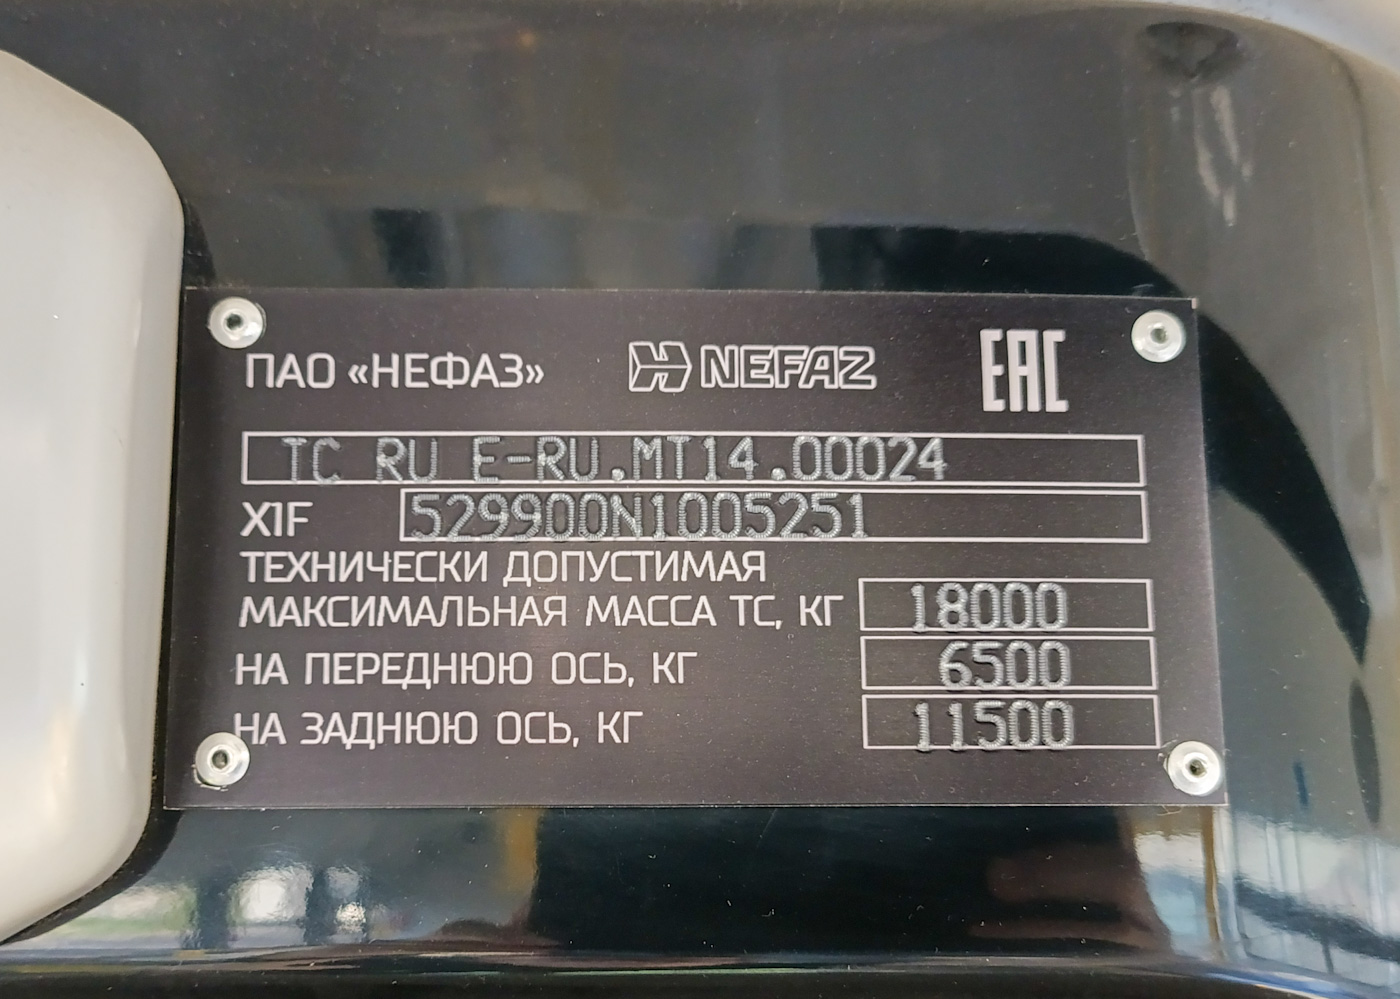 ПАО «НЕФАЗ» NEFAZ EAC
TC RU E-RU.MT14.00024
X1F 529900N1005251
ТЕХНИЧЕСКИ ДОПУСТИМАЯ
МАКСИМАЛЬНАЯ МАССА ТС, КГ 18000
НА ПЕРЕДНЮЮ ОСЬ, КГ 6500
НА ЗАДНЮЮ ОСЬ, КГ 11500